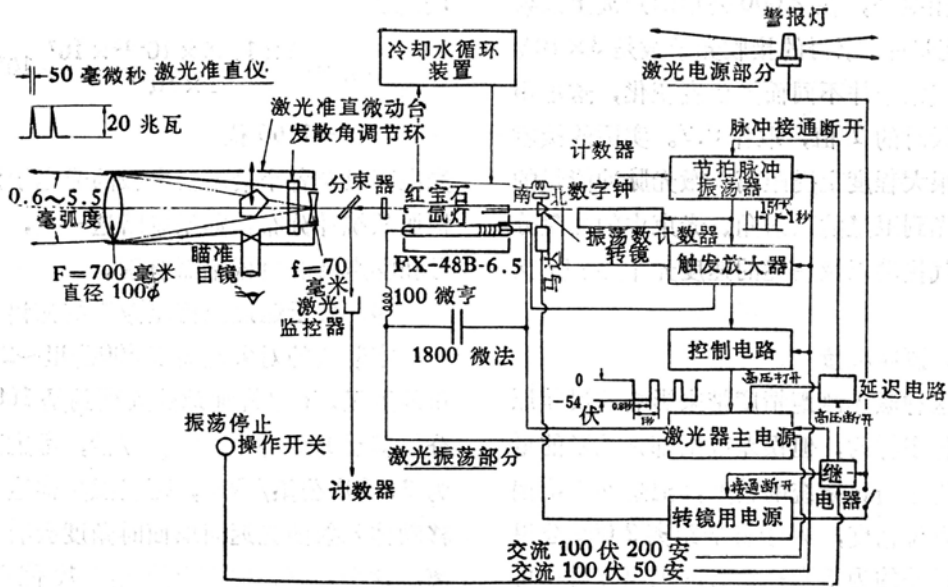 警报灯
冷却水循环
装置
激光电源部分
50 毫微秒
激光准直仪
20 兆瓦
激光准直微动台
发散角调节环
脉冲接通断开
计数器
节拍脉冲
振荡器
分束器
红宝石
氙灯
南
北
数字钟
15伏
1秒
0.6～5.5
毫弧度
振荡数计数器
转镜
马达
FX-48B-6.5
触发放大器
瞄准
目镜
F=700 毫米
直径 100φ
f=70
毫米
激光
监控器
100 微亨
1800 微法
控制电路
高压打开
延迟电路
0
-54
伏
0.8秒
1秒
高压断开
激光器主电源
振荡停止
操作开关
激光振荡部分
计数器
继
电器
接通断开
转镜用电源
交流 100 伏 200 安
交流 100 伏 50 安